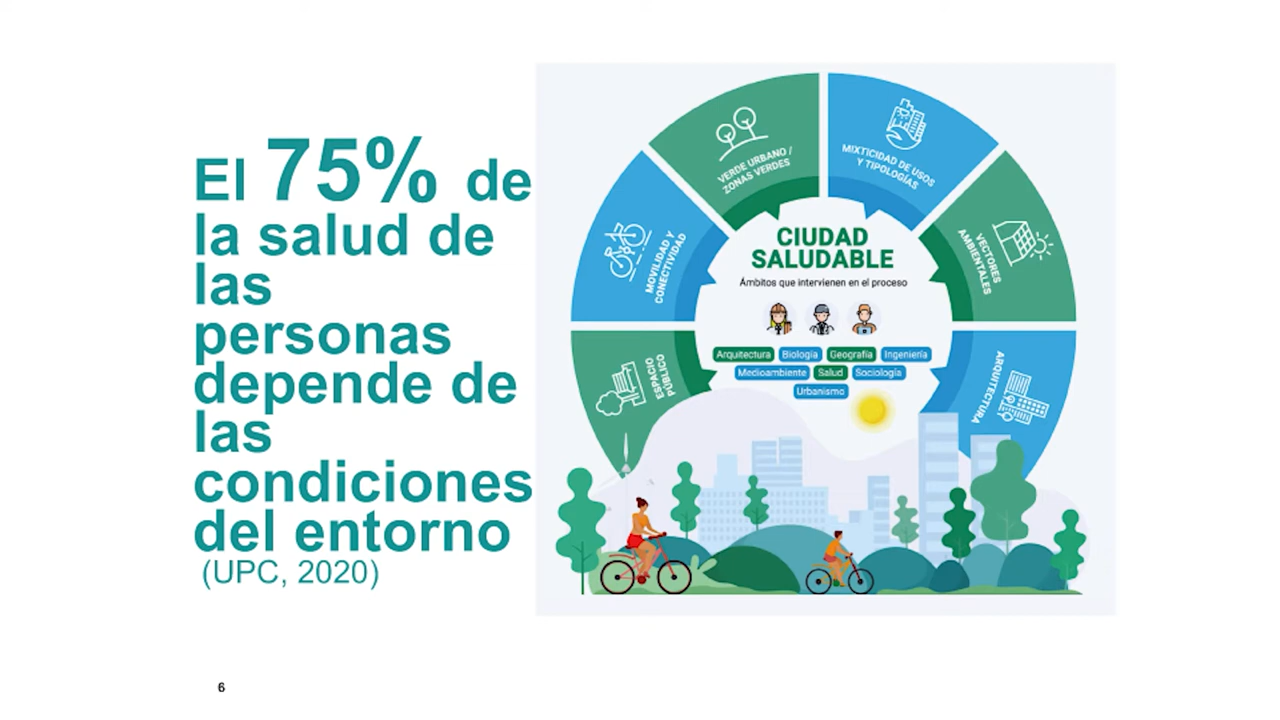 El 75% de
la salud de
las
personas
depende de
las
condiciones
del entorno
(UPC, 2020)
ESPACIO
PÚBLICO
MOVILIDAD Y
CONECTIVIDAD
VERDE URBANO /
ZONAS VERDES
MIXTICIDAD DE USOS
Y TIPOLOGÍAS
VECTORES
AMBIENTALES
ARQUITECTURA
CIUDAD
SALUDABLE
Ámbitos que intervienen en el proceso
Arquitectura Biología Geografía Ingeniería
Medioambiente Salud Sociología
Urbanismo
6